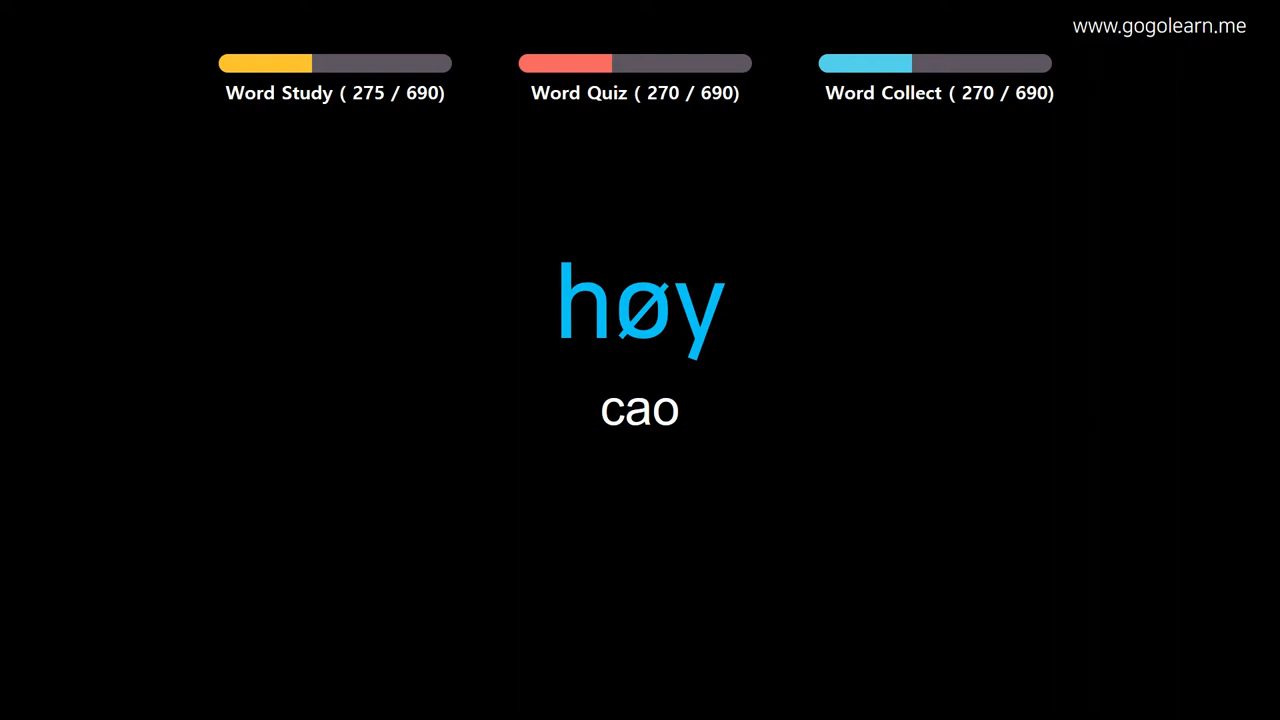 www.gogolearn.me
Word Study ( 275 / 690)
Word Quiz ( 270 / 690)
Word Collect ( 270 / 690)
høy
cao